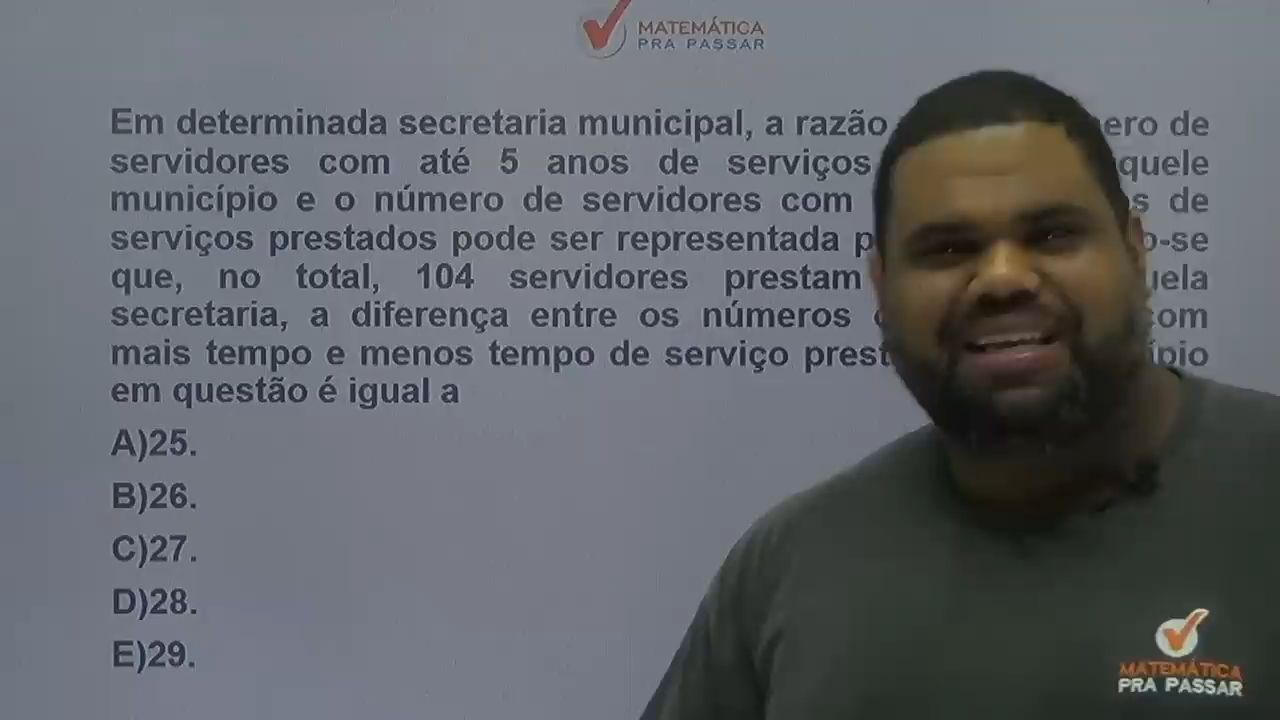 MATEMÁTICA
PRA PASSAR
Em determinada secretaria municipal, a razão ero de
servidores com até 5 anos de serviços quele
município e o número de servidores com s de
serviços prestados pode ser representada p o-se
que, no total, 104 servidores prestam uela
secretaria, a diferença entre os números com
mais tempo e menos tempo de serviço prest ípio
em questão é igual a
A)25.
B)26.
C)27.
D)28.
E)29.
MATEMÁTICA
PRA PASSAR